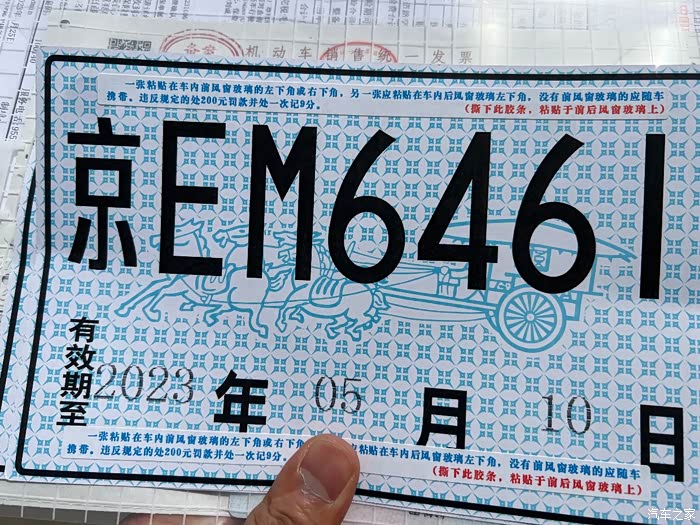 机动车销售统一发票
一张粘贴在车内前风窗玻璃的左下角或右下角，另一张应粘贴在车内后风窗玻璃左下角，没有前风窗玻璃的应随车
携带。违反规定的处200元罚款并处一次记9分。
（撕下此胶条，粘贴于前后风窗玻璃上）
京EM6461
有效期至 2023 年 05 月 10 日
一张粘贴在车内前风窗玻璃的左下角或右下角
应粘贴在车内后风窗玻璃左下角，没有前风窗玻璃的应随车
携带。违反规定的处200元罚款并处一次记9分
（撕下此胶条，粘贴于前后风窗玻璃上）
汽车之家